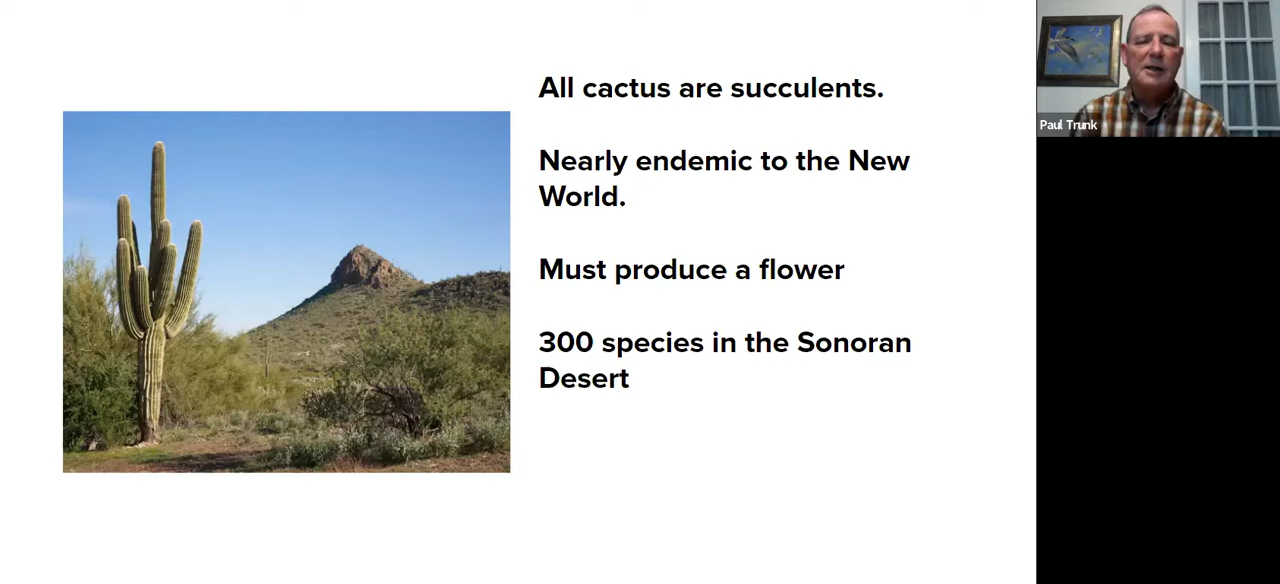 All cactus are succulents.
Nearly endemic to the New
World.
Must produce a flower
300 species in the Sonoran
Desert
Paul Trunk